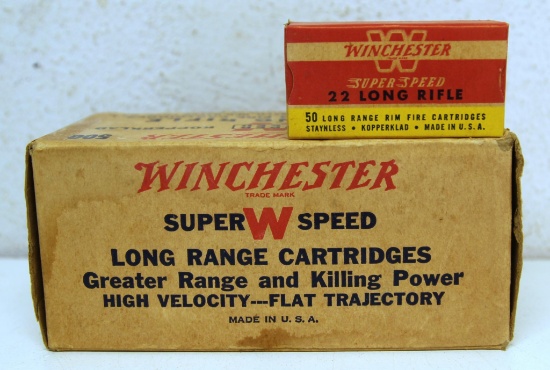 WINCHESTER
W
SUPER SPEED
22 LONG RIFLE
50 LONG RANGE RIM FIRE CARTRIDGES
STAYNLESS • KOPPERKLAD • MADE IN U.S.A.
500
WINCHESTER
TRADE MARK
SUPER W SPEED
LONG RANGE CARTRIDGES
Greater Range and Killing Power
HIGH VELOCITY---FLAT TRAJECTORY
MADE IN U.S.A.